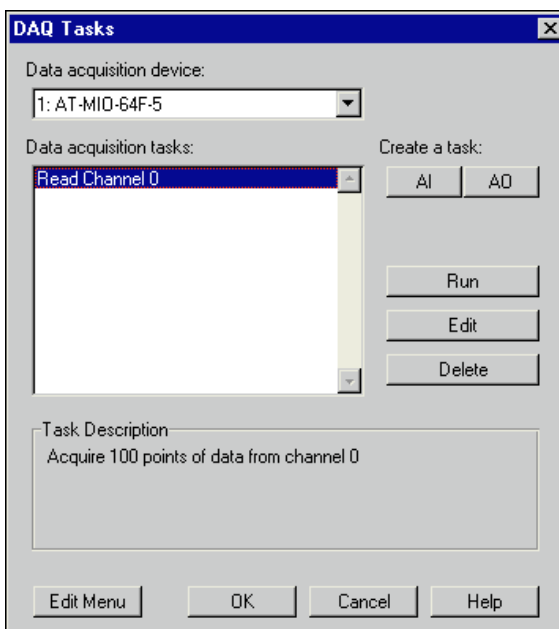 DAQ Tasks
Data acquisition device:
1: AT-MIO-64F-5
Data acquisition tasks:
Create a task:
Read Channel 0
AI AO
Run
Edit
Delete
Task Description
Acquire 100 points of data from channel 0
Edit Menu OK Cancel Help